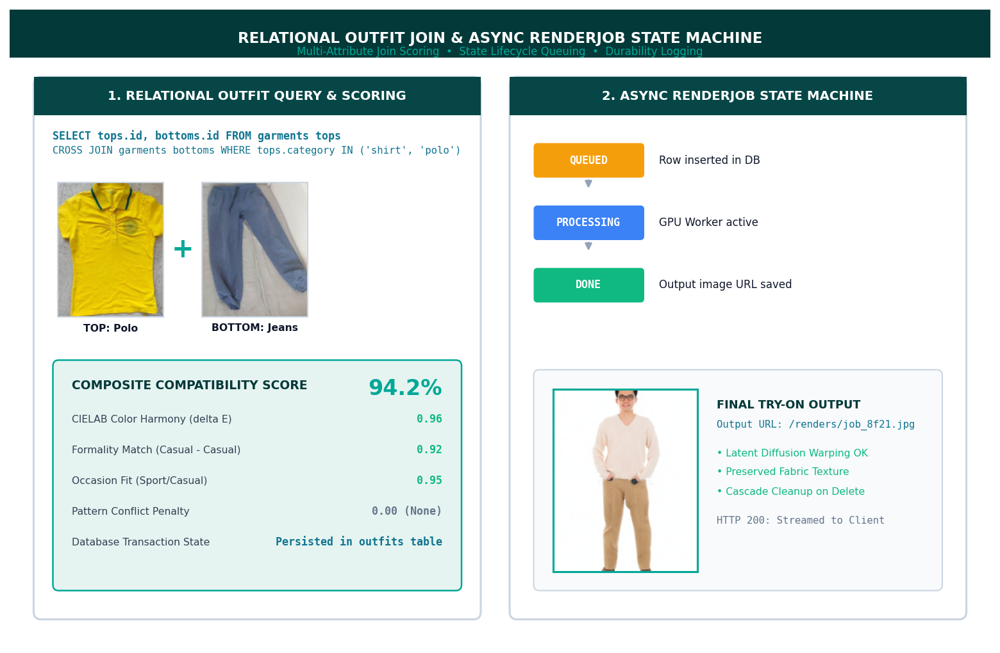 RELATIONAL OUTFIT JOIN & ASYNC RENDERJOB STATE MACHINE
Multi-Attribute Join Scoring • State Lifecycle Queuing • Durability Logging
1. RELATIONAL OUTFIT QUERY & SCORING
SELECT tops.id, bottoms.id FROM garments tops
CROSS JOIN garments bottoms WHERE tops.category IN ('shirt', 'polo')
+
TOP: Polo
BOTTOM: Jeans
COMPOSITE COMPATIBILITY SCORE 94.2%
CIELAB Color Harmony (delta E) 0.96
Formality Match (Casual - Casual) 0.92
Occasion Fit (Sport/Casual) 0.95
Pattern Conflict Penalty 0.00 (None)
Database Transaction State Persisted in outfits table
2. ASYNC RENDERJOB STATE MACHINE
QUEUED Row inserted in DB
PROCESSING GPU Worker active
DONE Output image URL saved
FINAL TRY-ON OUTPUT
Output URL: /renders/job_8f21.jpg
• Latent Diffusion Warping OK
• Preserved Fabric Texture
• Cascade Cleanup on Delete
HTTP 200: Streamed to Client